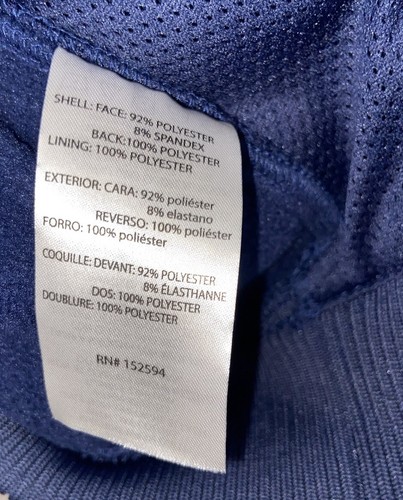 SHELL: FACE: 92% POLYESTER
8% SPANDEX
BACK:100% POLYESTER
LINING: 100% POLYESTER
EXTERIOR: CARA: 92% poliéster
8% elastano
REVERSO: 100% poliéster
FORRO: 100% poliéster
COQUILLE: DEVANT: 92% POLYESTER
8% ÉLASTHANNE
DOS: 100% POLYESTER
DOUBLURE: 100% POLYESTER
RN# 152594